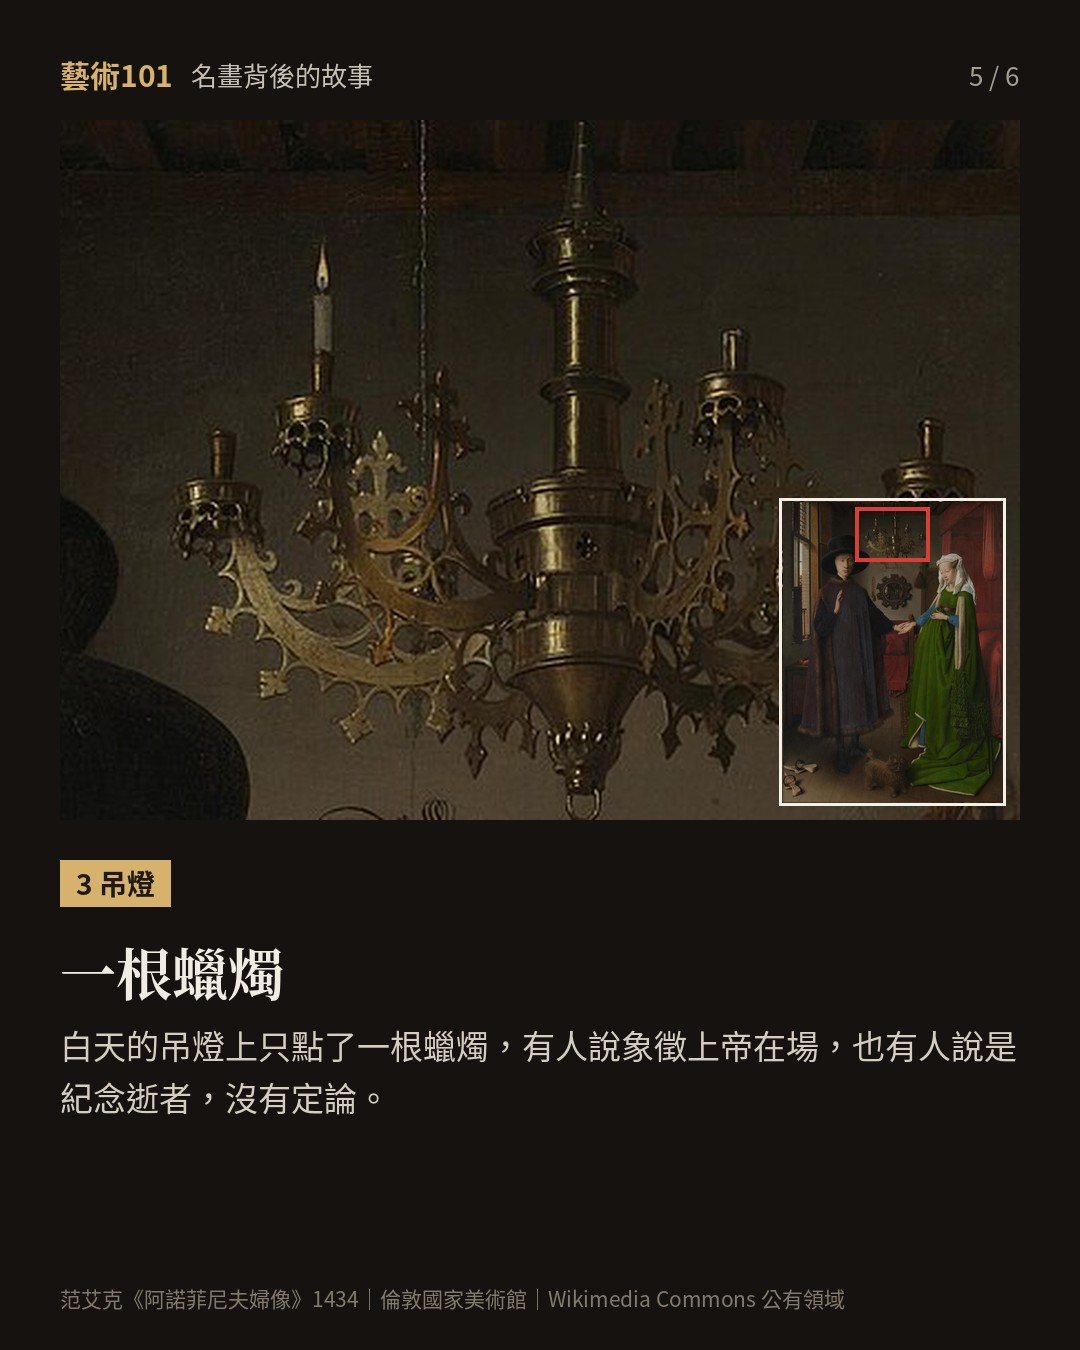 藝術101 名畫背後的故事 5 / 6
3 吊燈
一根蠟燭
白天的吊燈上只點了一根蠟燭，有人說象徵上帝在場，也有人說是
紀念逝者，沒有定論。
范艾克《阿諾菲尼夫婦像》1434｜倫敦國家美術館｜Wikimedia Commons 公有領域